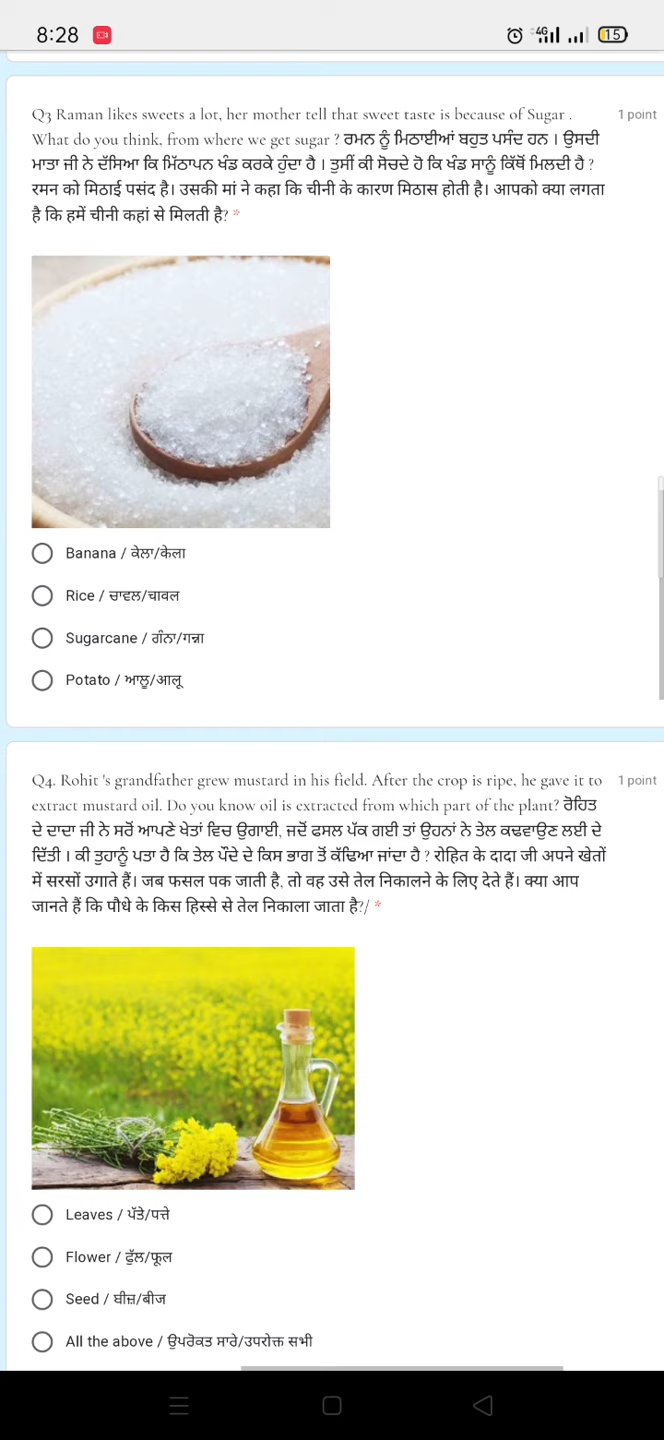 8:28
4G
15
Q3 Raman likes sweets a lot, her mother tell that sweet taste is because of Sugar .
1 point
What do you think, from where we get sugar ? ਰਮਨ ਨੂੰ ਮਿਠਾਈਆਂ ਬਹੁਤ ਪਸੰਦ ਹਨ । ਉਸਦੀ
ਮਾਤਾ ਜੀ ਨੇ ਦੱਸਿਆ ਕਿ ਮਿੱਠਾਪਨ ਖੰਡ ਕਰਕੇ ਹੁੰਦਾ ਹੈ । ਤੁਸੀਂ ਕੀ ਸੋਚਦੇ ਹੋ ਕਿ ਖੰਡ ਸਾਨੂੰ ਕਿੱਥੋਂ ਮਿਲਦੀ ਹੈ ?
रमन को मिठाई पसंद है। उसकी मां ने कहा कि चीनी के कारण मिठास होती है। आपको क्या लगता
है कि हमें चीनी कहां से मिलती है? *
Banana / ਕੇਲਾ/केला
Rice / ਚਾਵਲ/चावल
Sugarcane / ਗੰਨਾ/गन्ना
Potato / ਆਲੂ/आलू
Q4. Rohit 's grandfather grew mustard in his field. After the crop is ripe, he gave it to
1 point
extract mustard oil. Do you know oil is extracted from which part of the plant? ਰੋਹਿਤ
ਦੇ ਦਾਦਾ ਜੀ ਨੇ ਸਰੋਂ ਆਪਣੇ ਖੇਤਾਂ ਵਿਚ ਉਗਾਈ, ਜਦੋਂ ਫਸਲ ਪੱਕ ਗਈ ਤਾਂ ਉਹਨਾਂ ਨੇ ਤੇਲ ਕਢਵਾਉਣ ਲਈ ਦੇ
ਦਿੱਤੀ । ਕੀ ਤੁਹਾਨੂੰ ਪਤਾ ਹੈ ਕਿ ਤੇਲ ਪੌਦੇ ਦੇ ਕਿਸ ਭਾਗ ਤੋਂ ਕੱਢਿਆ ਜਾਂਦਾ ਹੈ ? रोहित के दादा जी अपने खेतों
में सरसों उगाते हैं। जब फसल पक जाती है, तो वह उसे तेल निकालने के लिए देते हैं। क्या आप
जानते हैं कि पौधे के किस हिस्से से तेल निकाला जाता है?/ *
Leaves / ਪੱਤੇ/पत्ते
Flower / ਫੁੱਲ/फूल
Seed / ਬੀਜ਼/बीज
All the above / ਉਪਰੋਕਤ ਸਾਰੇ/उपरोक्त सभी